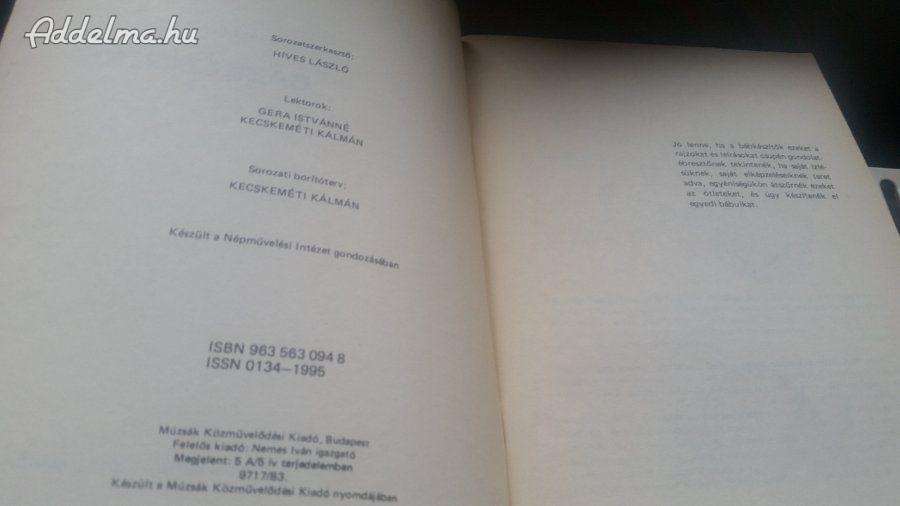 Addelma.hu
Sorozatszerkesztő:
HÍVES LÁSZLÓ
Lektorok:
GERA ISTVÁNNÉ
KECSKEMÉTI KÁLMÁN
Sorozati borítóterv:
KECSKEMÉTI KÁLMÁN
Készült a Népművelési Intézet gondozásában
ISBN 963 563 094 8
ISSN 0134–1995
Múzsák Közművelődési Kiadó, Budapest
Felelős kiadó: Nemes Iván igazgató
Megjelent: 5 A/5 ív terjedelemben
9717/83.
Készült a Múzsák Közművelődési Kiadó nyomdájában
Jó lenne, ha a bábkészítők ezeket a
rajzokat és leírásokat csupán gondolat-
ébresztőnek tekintenék, ha saját ízlé-
süknek, saját elképzeléseiknek teret
adva, egyéniségükön átszűrnék ezeket
az ötleteket, és úgy készítenék el
egyedi bábuikat.